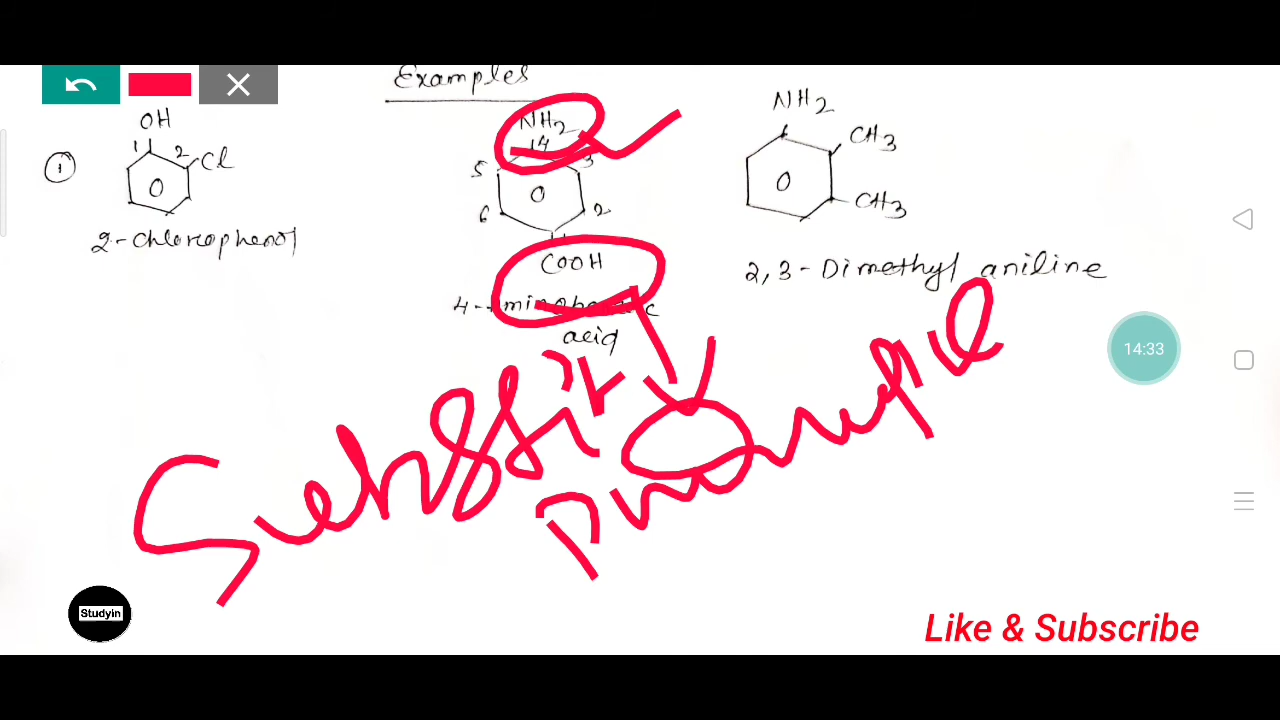 Examples
OH
1 2 Cl
①
2-chlorophenol
NH2
4
5 3
6 2
COOH
acid
NH2
CH3
CH3
2,3-Dimethyl aniline
14:33
Studyin
Like & Subscribe